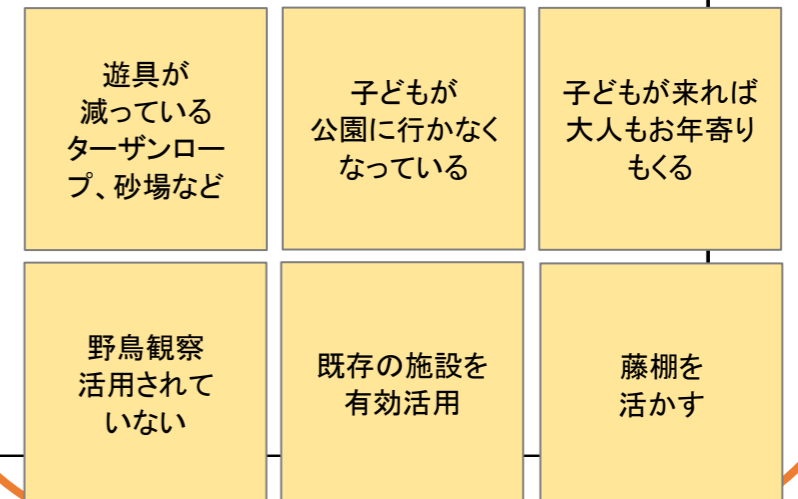 遊具が
減っている
ターザンロー
プ、砂場など
子どもが
公園に行かなく
なっている
子どもが来れば
大人もお年寄り
もくる
野鳥観察
活用されて
いない
既存の施設を
有効活用
藤棚を
活かす